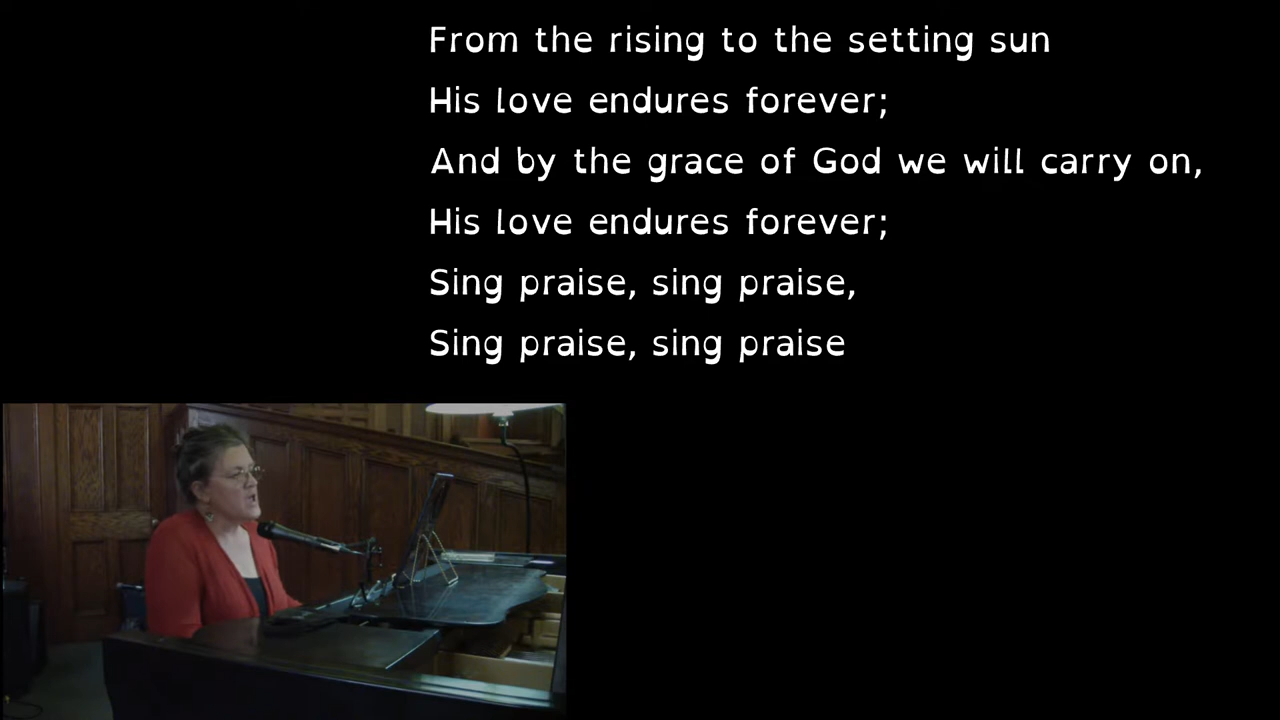 From the rising to the setting sun
His love endures forever;
And by the grace of God we will carry on,
His love endures forever;
Sing praise, sing praise,
Sing praise, sing praise